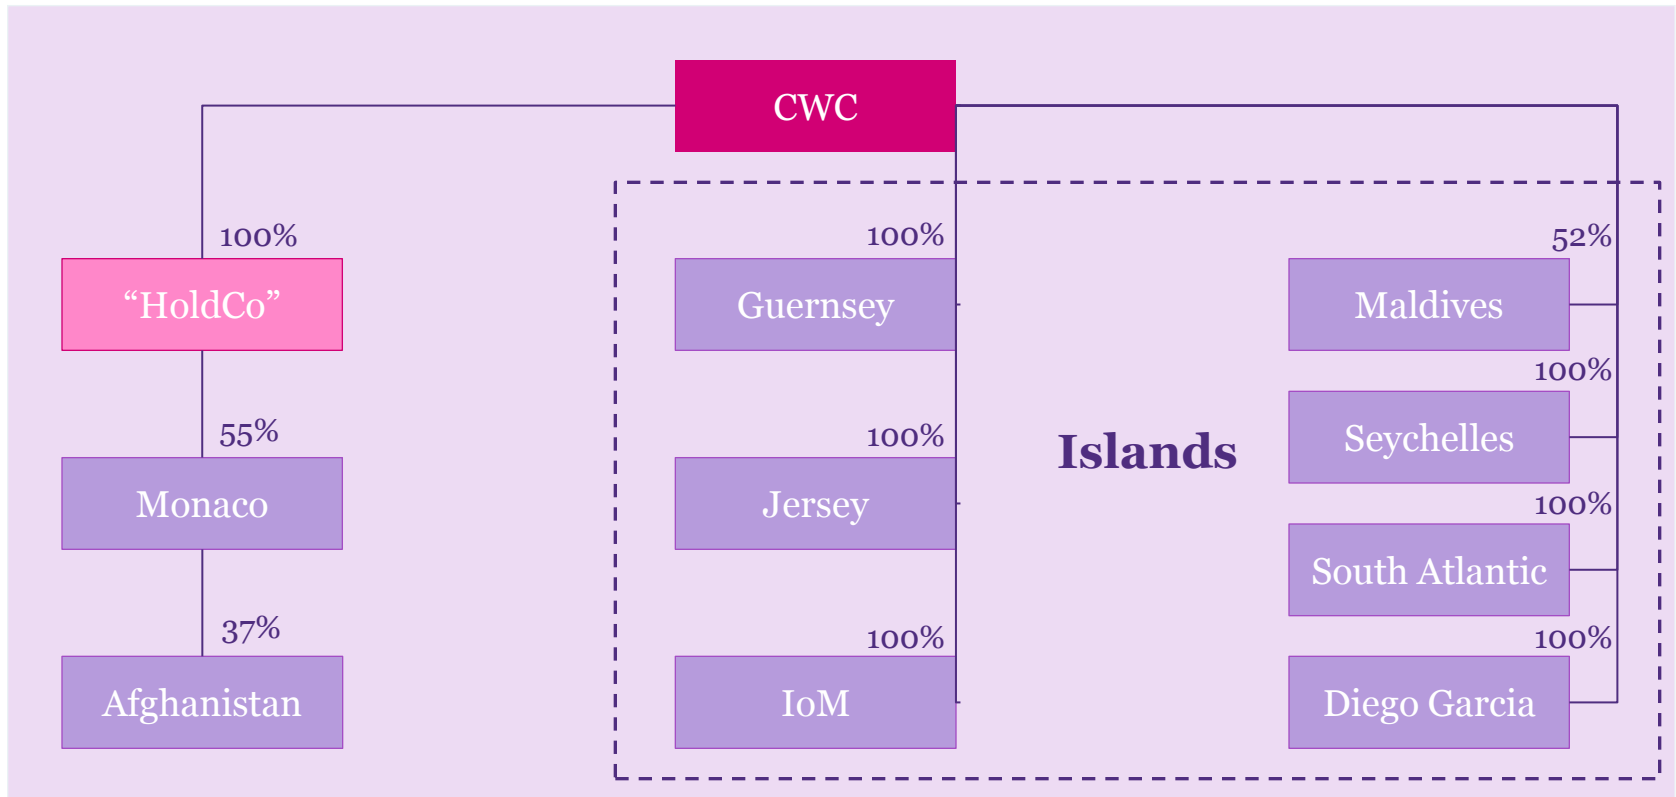 CWC
100%
“HoldCo”
55%
Monaco
37%
Afghanistan
100%
Guernsey
100%
Jersey
100%
IoM
Islands
52%
Maldives
100%
Seychelles
100%
South Atlantic
100%
Diego Garcia